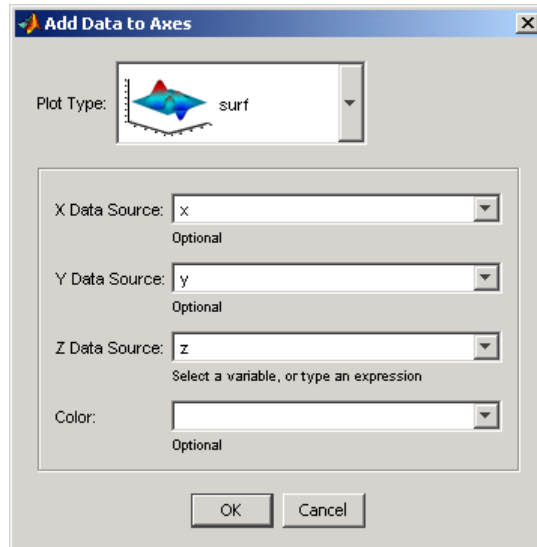 Add Data to Axes
Plot Type: surf
X Data Source: x
Optional
Y Data Source: y
Optional
Z Data Source: z
Select a variable, or type an expression
Color:
Optional
OK Cancel